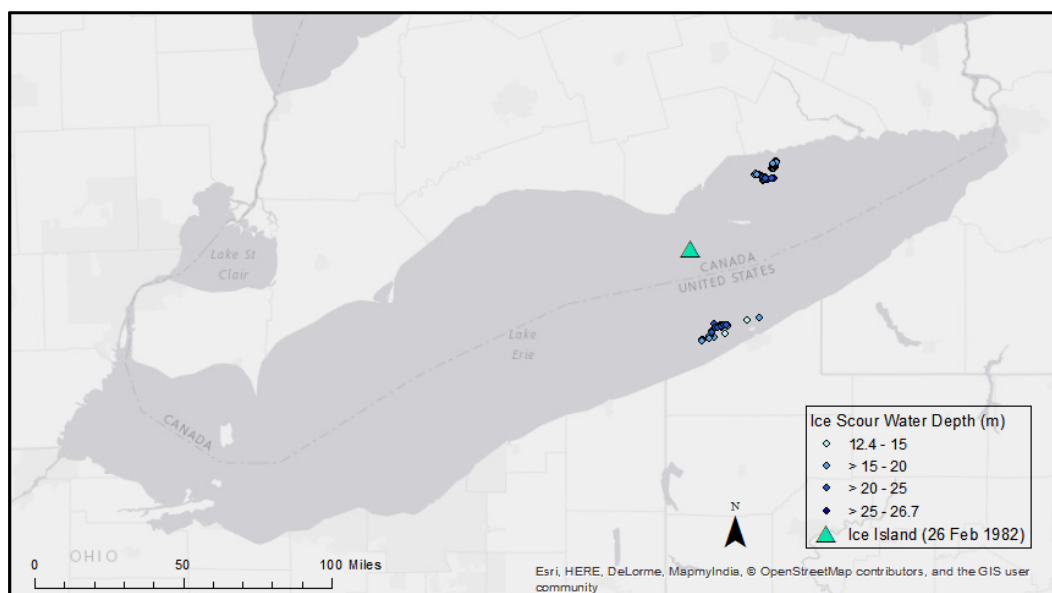 Lake St
Clair
CANADA
UNITED STATES
Lake
Erie
CANADA
OHIO
Ice Scour Water Depth (m)
12.4 - 15
> 15 - 20
> 20 - 25
> 25 - 26.7
Ice Island (26 Feb 1982)
N
0 50 100 Miles
Esri, HERE, DeLorme, MapmyIndia, © OpenStreetMap contributors, and the GIS user
community